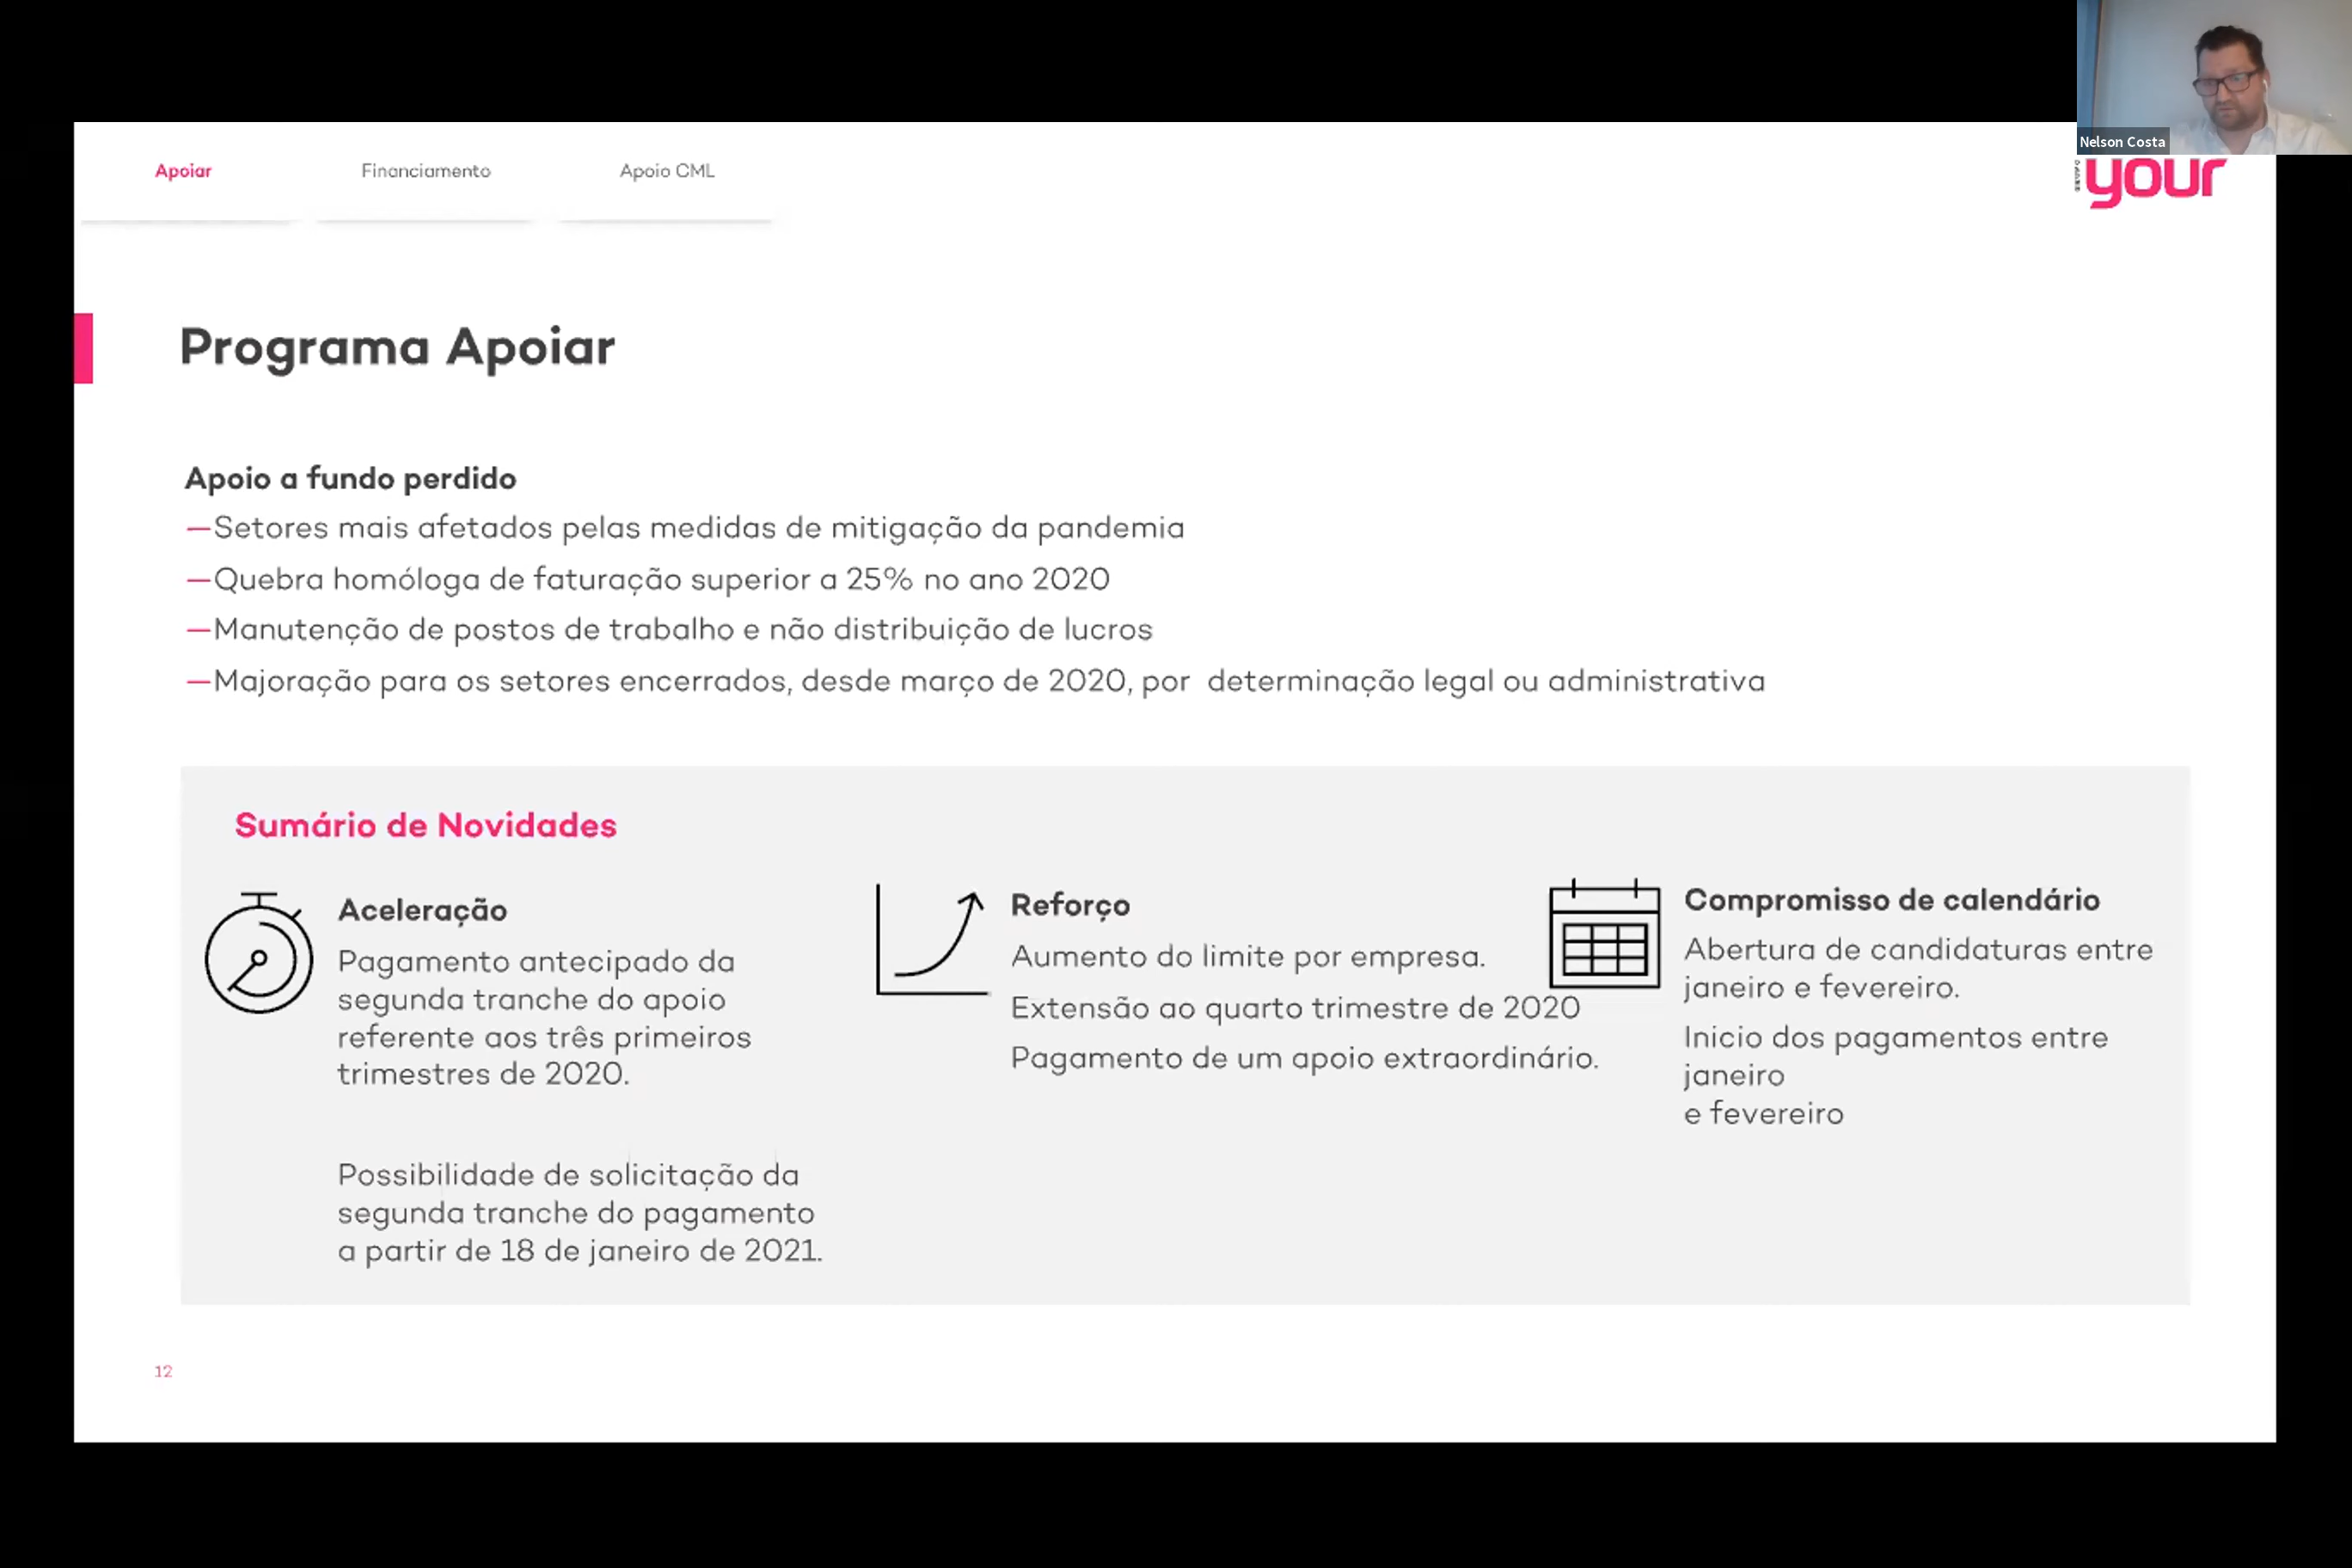 Nelson Costa
Apoiar
Financiamento
Apoio CML
your
Programa Apoiar
Apoio a fundo perdido
—Setores mais afetados pelas medidas de mitigação da pandemia
—Quebra homóloga de faturação superior a 25% no ano 2020
—Manutenção de postos de trabalho e não distribuição de lucros
—Majoração para os setores encerrados, desde março de 2020, por determinação legal ou administrativa
Sumário de Novidades
Aceleração
Pagamento antecipado da
segunda tranche do apoio
referente aos três primeiros
trimestres de 2020.
Possibilidade de solicitação da
segunda tranche do pagamento
a partir de 18 de janeiro de 2021.
Reforço
Aumento do limite por empresa.
Extensão ao quarto trimestre de 2020
Pagamento de um apoio extraordinário.
Compromisso de calendário
Abertura de candidaturas entre
janeiro e fevereiro.
Inicio dos pagamentos entre
janeiro
e fevereiro
12